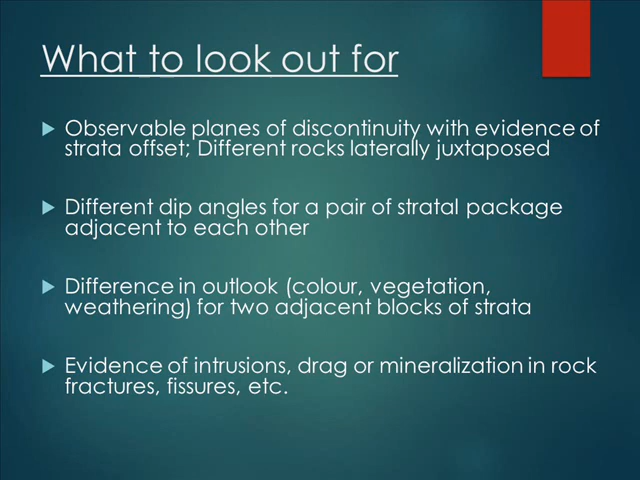 What to look out for
Observable planes of discontinuity with evidence of
strata offset; Different rocks laterally juxtaposed
Different dip angles for a pair of stratal package
adjacent to each other
Difference in outlook (colour, vegetation,
weathering) for two adjacent blocks of strata
Evidence of intrusions, drag or mineralization in rock
fractures, fissures, etc.